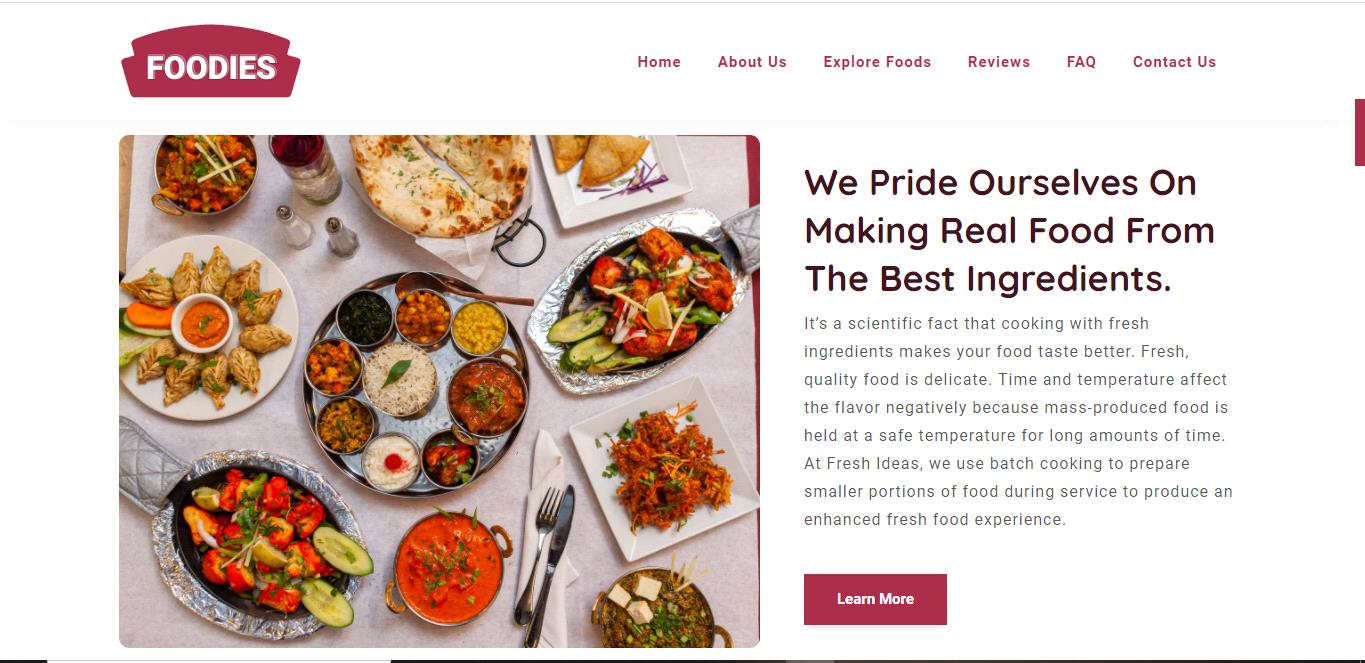 FOODIES
Home About Us Explore Foods Reviews FAQ Contact Us
We Pride Ourselves On
Making Real Food From
The Best Ingredients.
It’s a scientific fact that cooking with fresh
ingredients makes your food taste better. Fresh,
quality food is delicate. Time and temperature affect
the flavor negatively because mass-produced food is
held at a safe temperature for long amounts of time.
At Fresh Ideas, we use batch cooking to prepare
smaller portions of food during service to produce an
enhanced fresh food experience.
Learn More